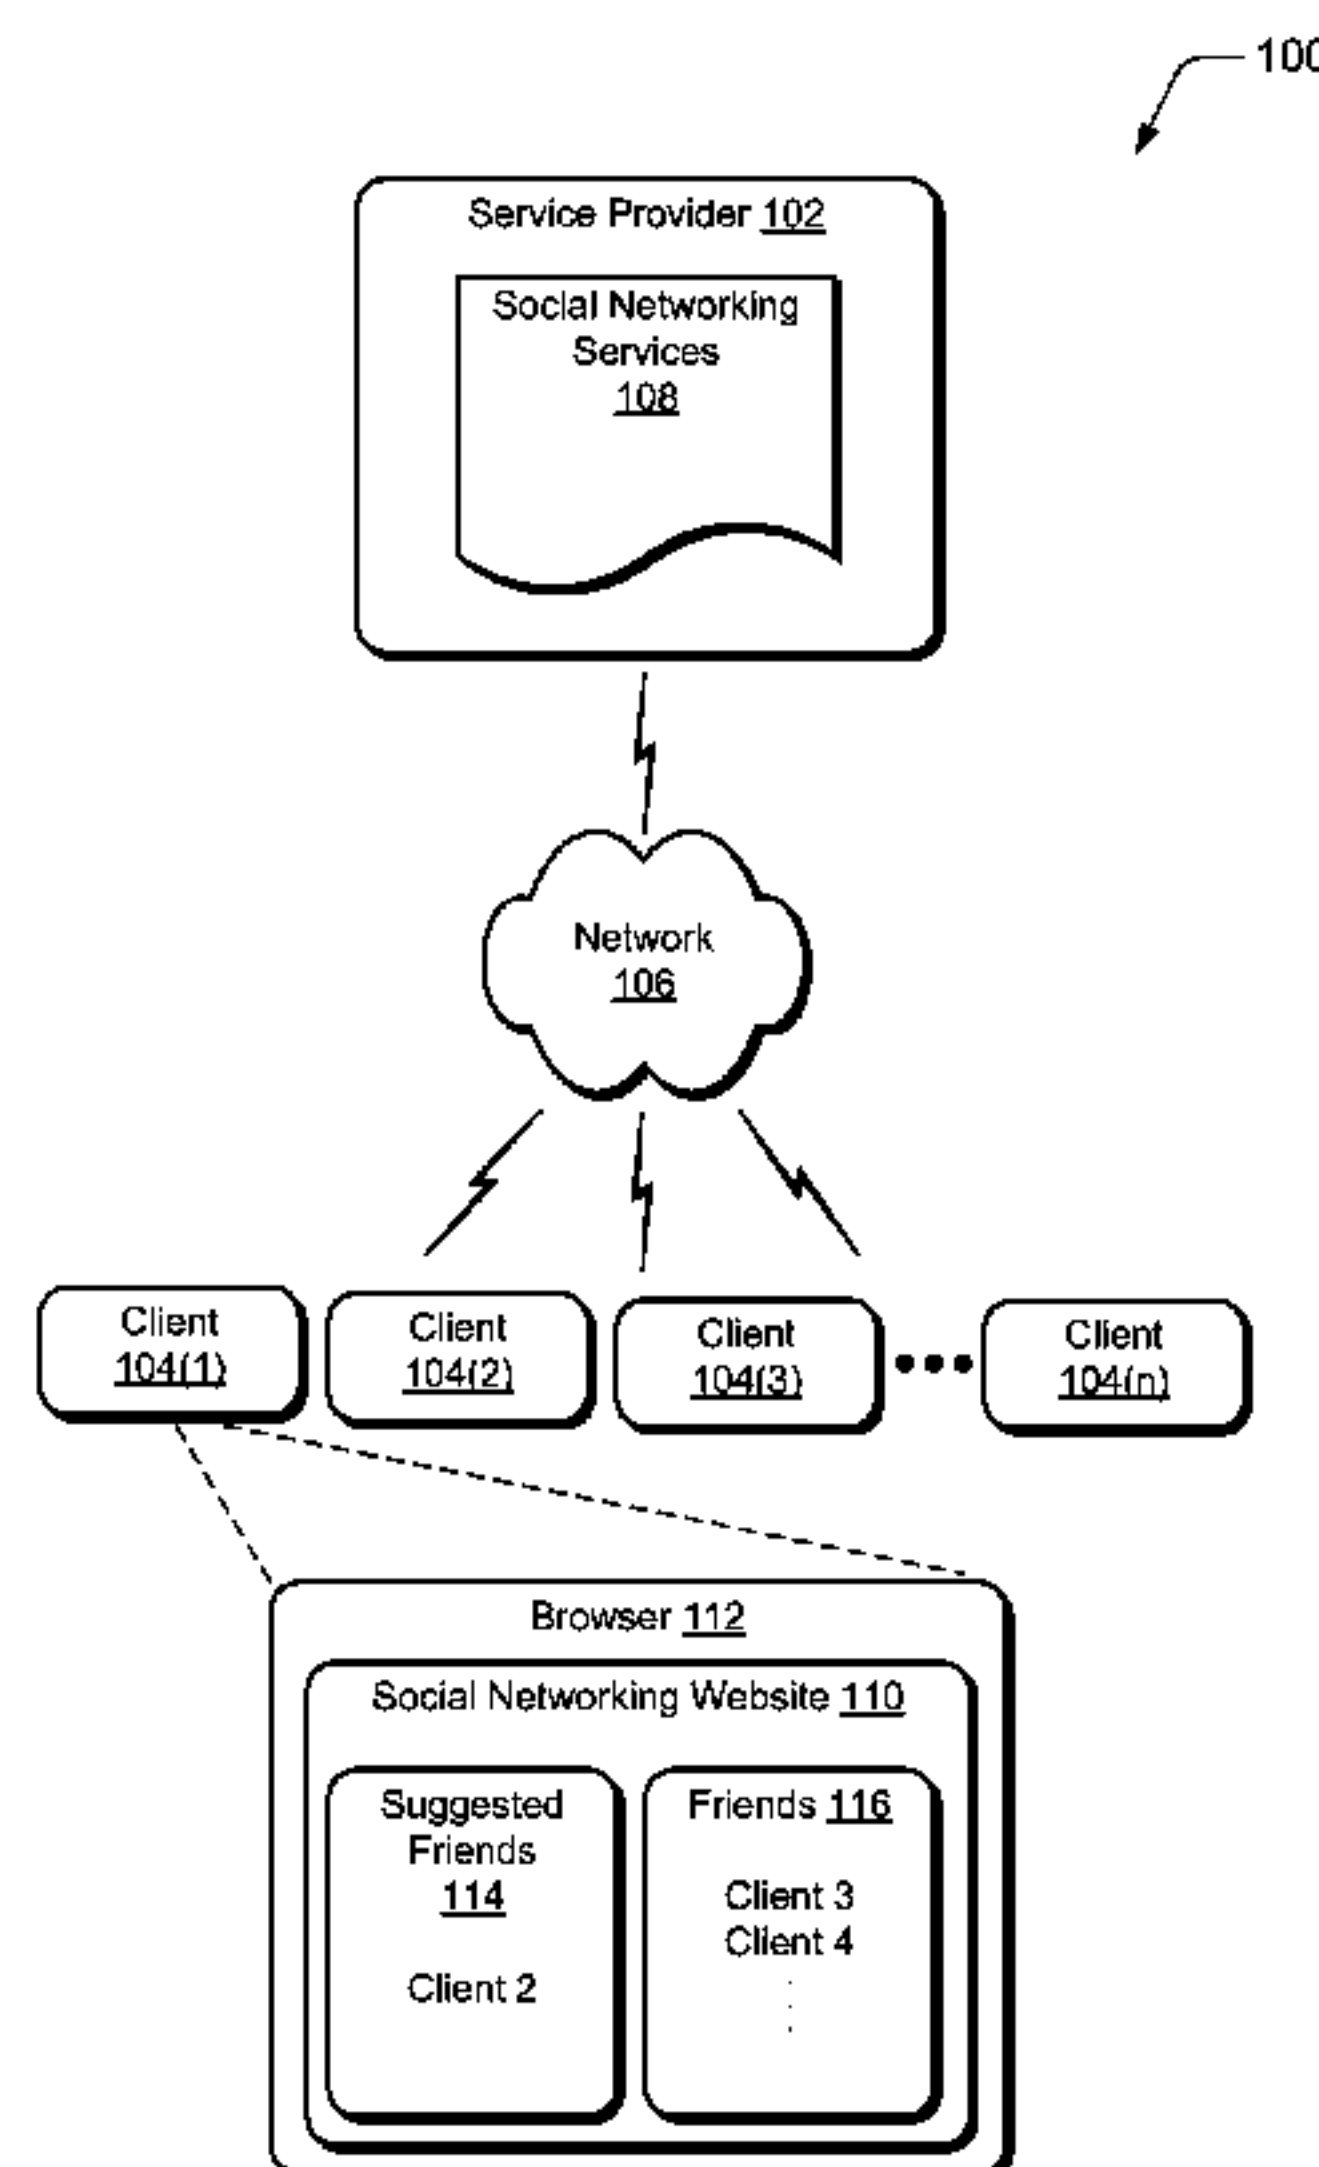 100
Service Provider 102
Social Networking
Services
108
Network
106
Client
104(1)
Client
104(2)
Client
104(3)
Client
104(n)
Browser 112
Social Networking Website 110
Suggested
Friends
114
Client 2
Friends 116
Client 3
Client 4